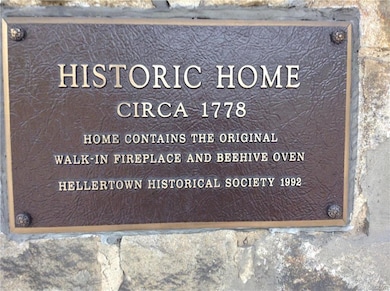 HISTORIC HOME
CIRCA 1778
HOME CONTAINS THE ORIGINAL
WALK-IN FIREPLACE AND BEEHIVE OVEN
HELLERTOWN HISTORICAL SOCIETY 1992